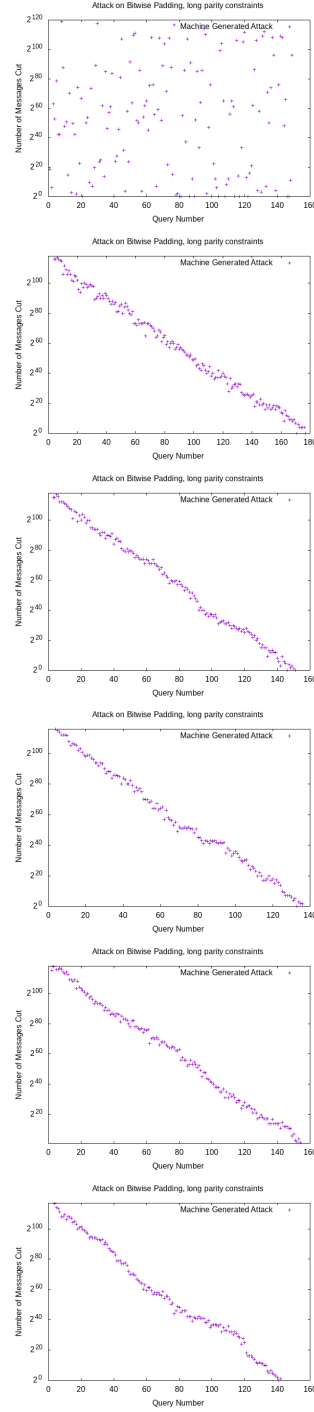 Attack on Bitwise Padding, long parity constraints
Machine Generated Attack
Number of Messages Cut
2^120
2^100
2^80
2^60
2^40
2^20
2^0
0 20 40 60 80 100 120 140 160
Query Number
Attack on Bitwise Padding, long parity constraints
Machine Generated Attack
Number of Messages Cut
2^100
2^80
2^60
2^40
2^20
2^0
0 20 40 60 80 100 120 140 160 180
Query Number
Attack on Bitwise Padding, long parity constraints
Machine Generated Attack
Number of Messages Cut
2^100
2^80
2^60
2^40
2^20
2^0
0 20 40 60 80 100 120 140 160
Query Number
Attack on Bitwise Padding, long parity constraints
Machine Generated Attack
Number of Messages Cut
2^100
2^80
2^60
2^40
2^20
2^0
0 20 40 60 80 100 120 140
Query Number
Attack on Bitwise Padding, long parity constraints
Machine Generated Attack
Number of Messages Cut
2^100
2^80
2^60
2^40
2^20
0 20 40 60 80 100 120 140 160
Query Number
Attack on Bitwise Padding, long parity constraints
Machine Generated Attack
Number of Messages Cut
2^100
2^80
2^60
2^40
2^20
2^0
0 20 40 60 80 100 120 140 160
Query Number